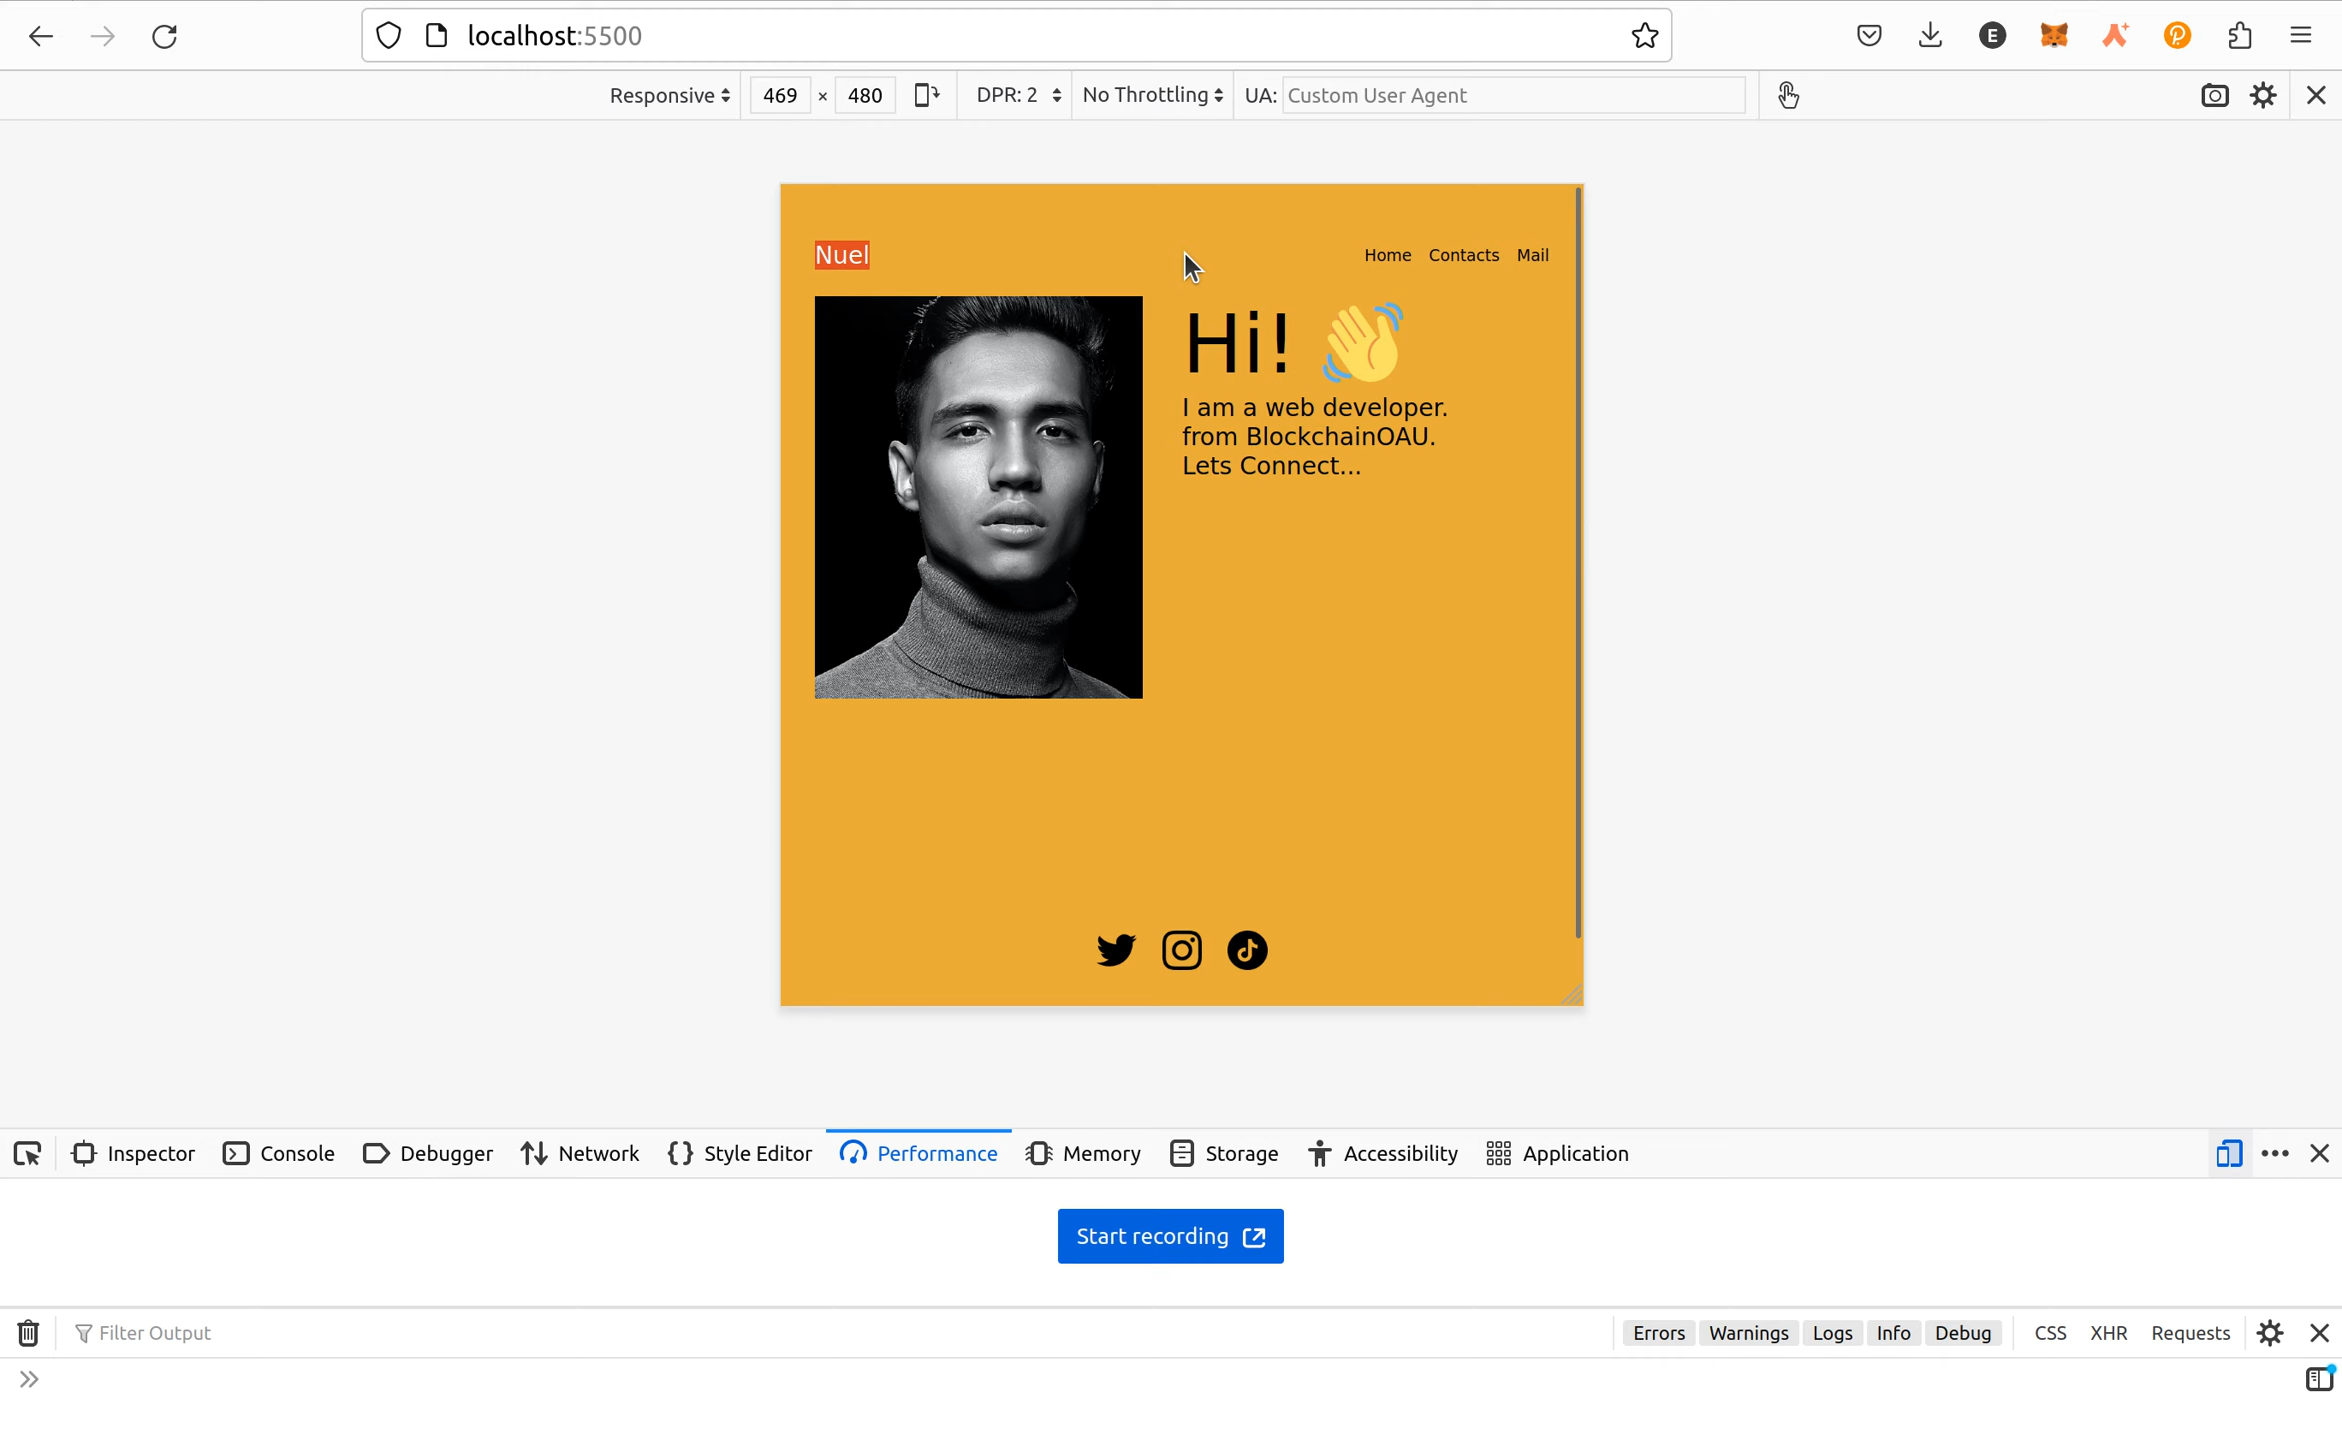 localhost:5500
Responsive 469 × 480 DPR: 2 No Throttling UA: Custom User Agent
Nuel Home Contacts Mail
Hi! 👋
I am a web developer.
from BlockchainOAU.
Lets Connect...
Inspector Console Debugger Network Style Editor Performance Memory Storage Accessibility Application
Start recording
Filter Output Errors Warnings Logs Info Debug CSS XHR Requests